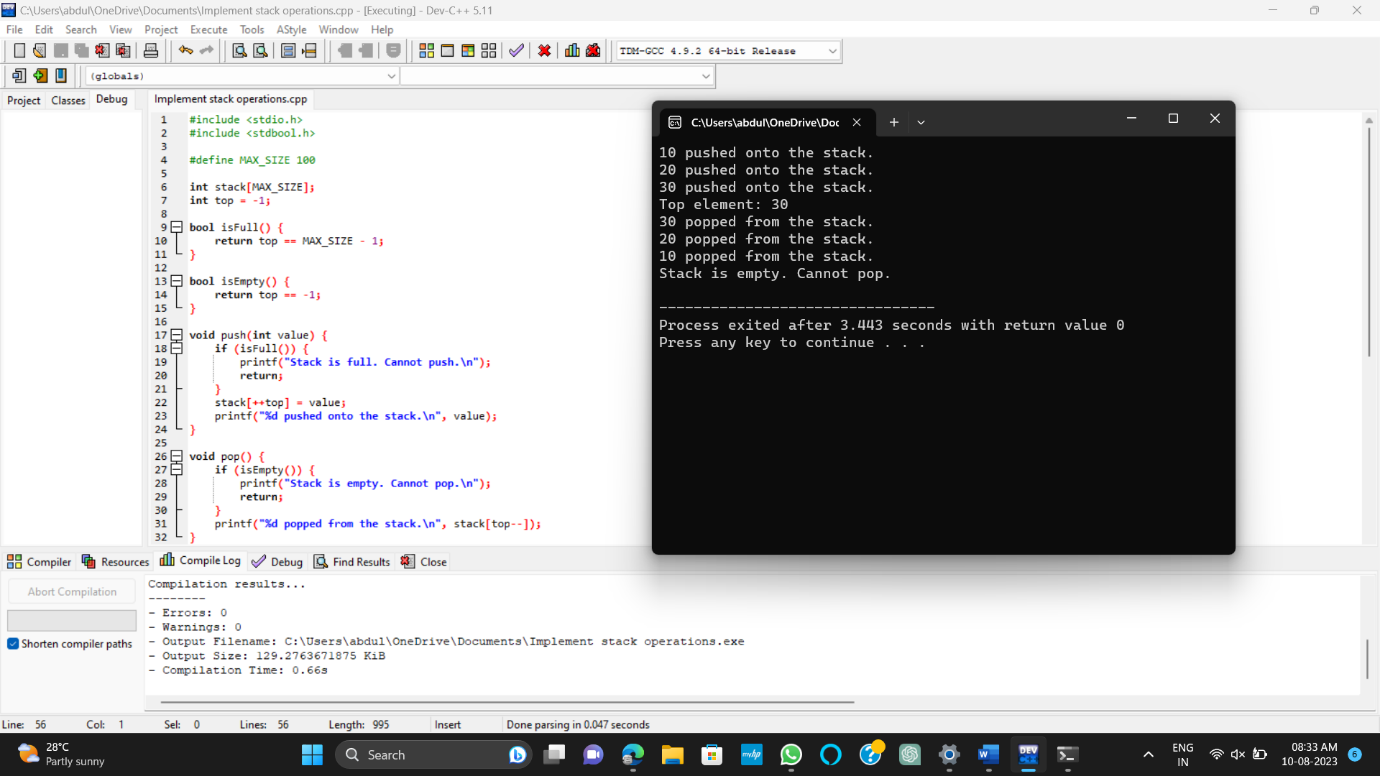 C:\Users\abdul\OneDrive\Documents\Implement stack operations.cpp - [Executing] - Dev-C++ 5.11
File Edit Search View Project Execute Tools AStyle Window Help
TDM-GCC 4.9.2 64-bit Release
(globals)
Project Classes Debug
Implement stack operations.cpp
1 #include <stdio.h>
2 #include <stdbool.h>
3
4 #define MAX_SIZE 100
5
6 int stack[MAX_SIZE];
7 int top = -1;
8
9 bool isFull() {
10 return top == MAX_SIZE - 1;
11 }
12
13 bool isEmpty() {
14 return top == -1;
15 }
16
17 void push(int value) {
18 if (isFull()) {
19 printf("Stack is full. Cannot push.\n");
20 return;
21 }
22 stack[++top] = value;
23 printf("%d pushed onto the stack.\n", value);
24 }
25
26 void pop() {
27 if (isEmpty()) {
28 printf("Stack is empty. Cannot pop.\n");
29 return;
30 }
31 printf("%d popped from the stack.\n", stack[top--]);
32 }
C:\Users\abdul\OneDrive\Doc
10 pushed onto the stack.
20 pushed onto the stack.
30 pushed onto the stack.
Top element: 30
30 popped from the stack.
20 popped from the stack.
10 popped from the stack.
Stack is empty. Cannot pop.
--------------------------------
Process exited after 3.443 seconds with return value 0
Press any key to continue . . .
Compiler Resources Compile Log Debug Find Results Close
Abort Compilation
Shorten compiler paths
Compilation results...
--------
- Errors: 0
- Warnings: 0
- Output Filename: C:\Users\abdul\OneDrive\Documents\Implement stack operations.exe
- Output Size: 129.2763671875 KiB
- Compilation Time: 0.66s
Line: 56 Col: 1 Sel: 0 Lines: 56 Length: 995 Insert Done parsing in 0.047 seconds
28°C
Partly sunny
Search
myhp
W
DEV
C++
ENG
IN
08:33 AM
10-08-2023
6